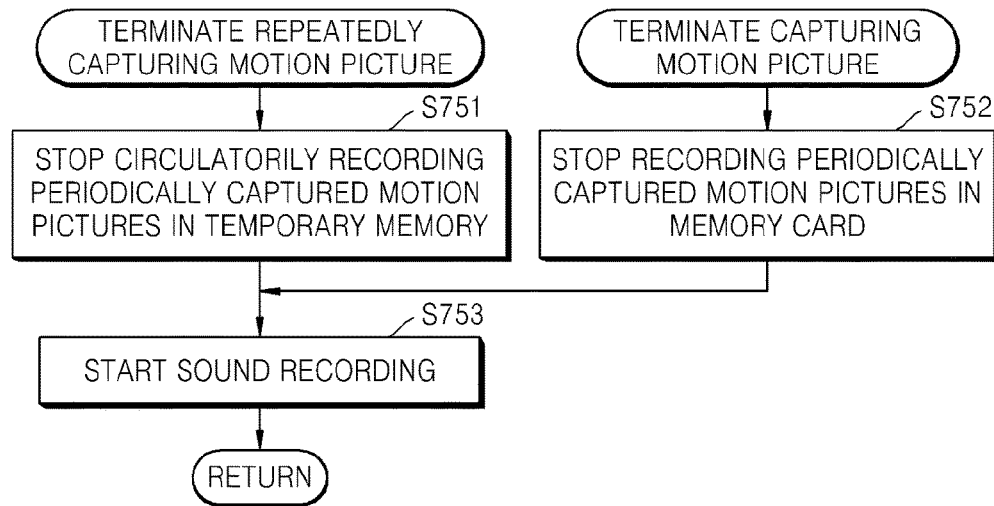 TERMINATE REPEATEDLY
CAPTURING MOTION PICTURE
S751
STOP CIRCULATORILY RECORDING
PERIODICALLY CAPTURED MOTION
PICTURES IN TEMPORARY MEMORY
TERMINATE CAPTURING
MOTION PICTURE
S752
STOP RECORDING PERIODICALLY
CAPTURED MOTION PICTURES IN
MEMORY CARD
S753
START SOUND RECORDING
RETURN